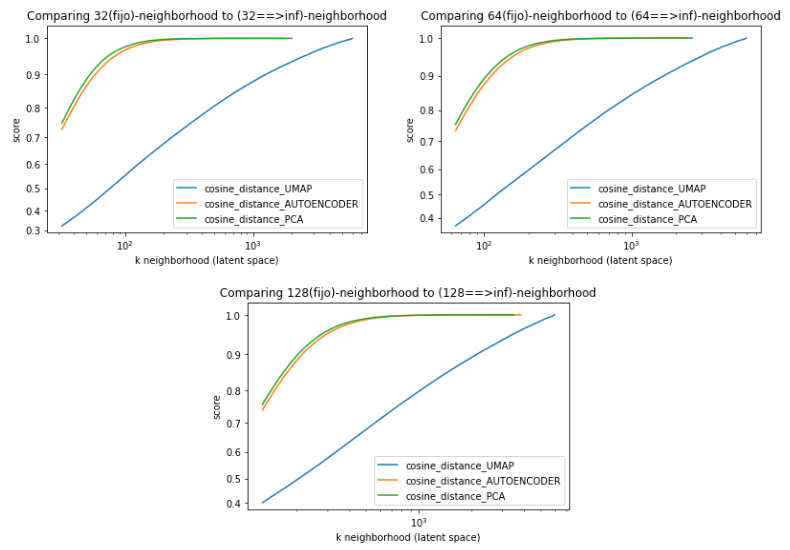 Comparing 32(fijo)-neighborhood to (32==>inf)-neighborhood
1.0
0.9
0.8
0.7
0.6
0.5
0.4
0.3
score
cosine_distance_UMAP
cosine_distance_AUTOENCODER
cosine_distance_PCA
10²
10³
k neighborhood (latent space)
Comparing 64(fijo)-neighborhood to (64==>inf)-neighborhood
1.0
0.9
0.8
0.7
0.6
0.5
0.4
score
cosine_distance_UMAP
cosine_distance_AUTOENCODER
cosine_distance_PCA
10²
10³
k neighborhood (latent space)
Comparing 128(fijo)-neighborhood to (128==>inf)-neighborhood
1.0
0.9
0.8
0.7
0.6
0.5
0.4
score
cosine_distance_UMAP
cosine_distance_AUTOENCODER
cosine_distance_PCA
10³
k neighborhood (latent space)